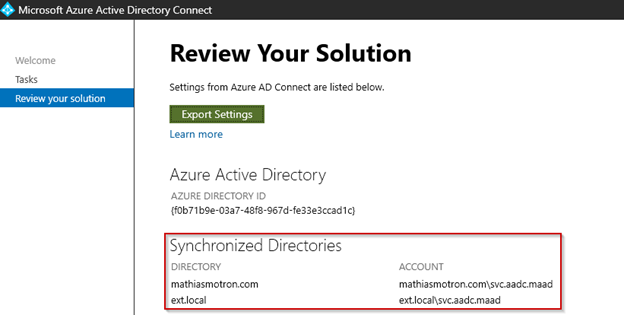 Microsoft Azure Active Directory Connect
Welcome
Tasks
Review your solution
Review Your Solution
Settings from Azure AD Connect are listed below.
Export Settings
Learn more
Azure Active Directory
AZURE DIRECTORY ID
{f0b71b9e-03a7-48f8-967d-fe33e3ccad1c}
Synchronized Directories
DIRECTORY ACCOUNT
mathiasmotron.com mathiasmotron.com\svc.aadc.maad
ext.local ext.local\svc.aadc.maad